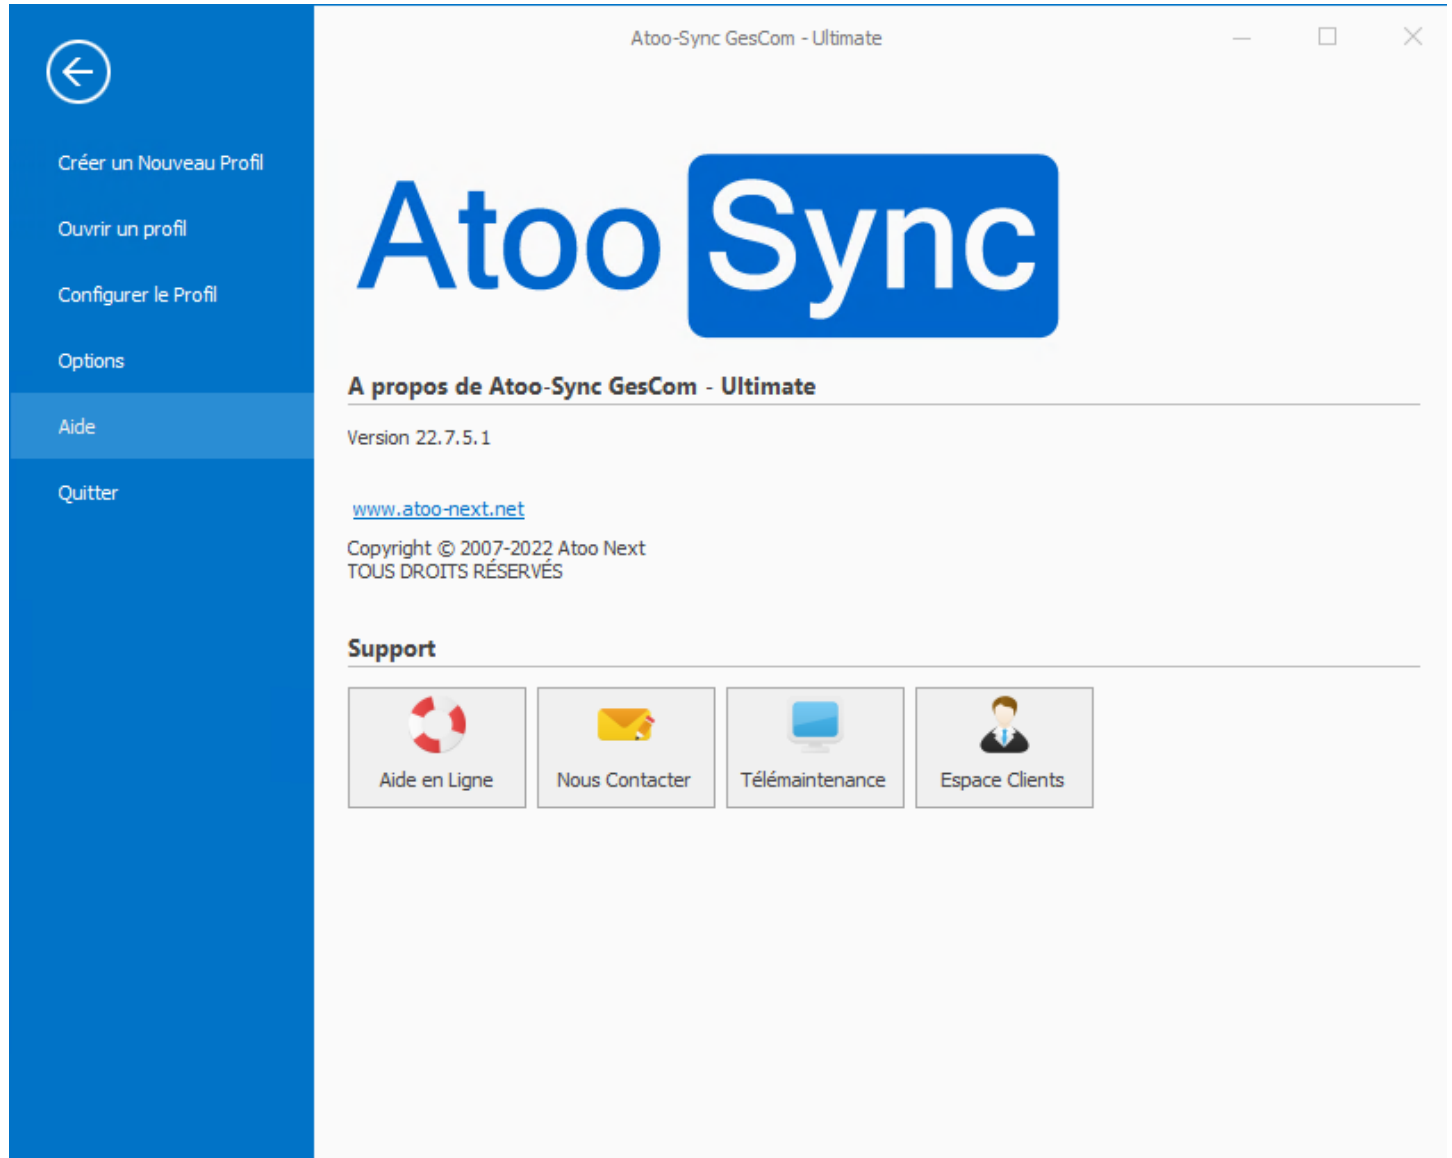 Atoo-Sync GesCom - Ultimate
Créer un Nouveau Profil
Ouvrir un profil
Configurer le Profil
Options
Aide
Quitter
Atoo Sync
A propos de Atoo-Sync GesCom - Ultimate
Version 22.7.5.1
www.atoo-next.net
Copyright © 2007-2022 Atoo Next
TOUS DROITS RÉSERVÉS
Support
Aide en Ligne
Nous Contacter
Télémaintenance
Espace Clients